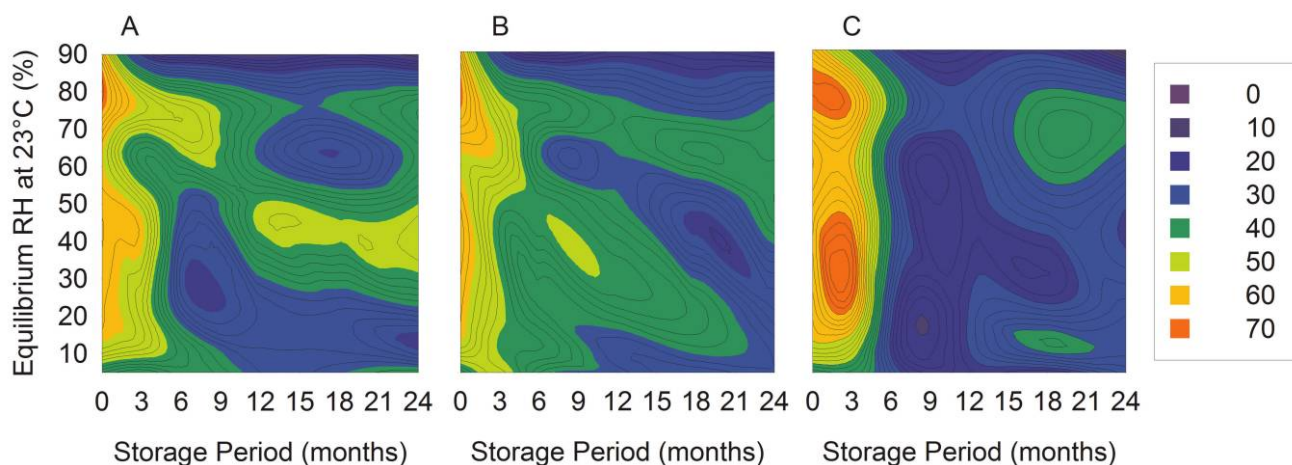 A
B
C
Equilibrium RH at 23°C (%)
90
80
70
60
50
40
30
20
10
0 3 6 9 12 15 18 21 24
0 3 6 9 12 15 18 21 24
0 3 6 9 12 15 18 21 24
Storage Period (months)
Storage Period (months)
Storage Period (months)
0
10
20
30
40
50
60
70